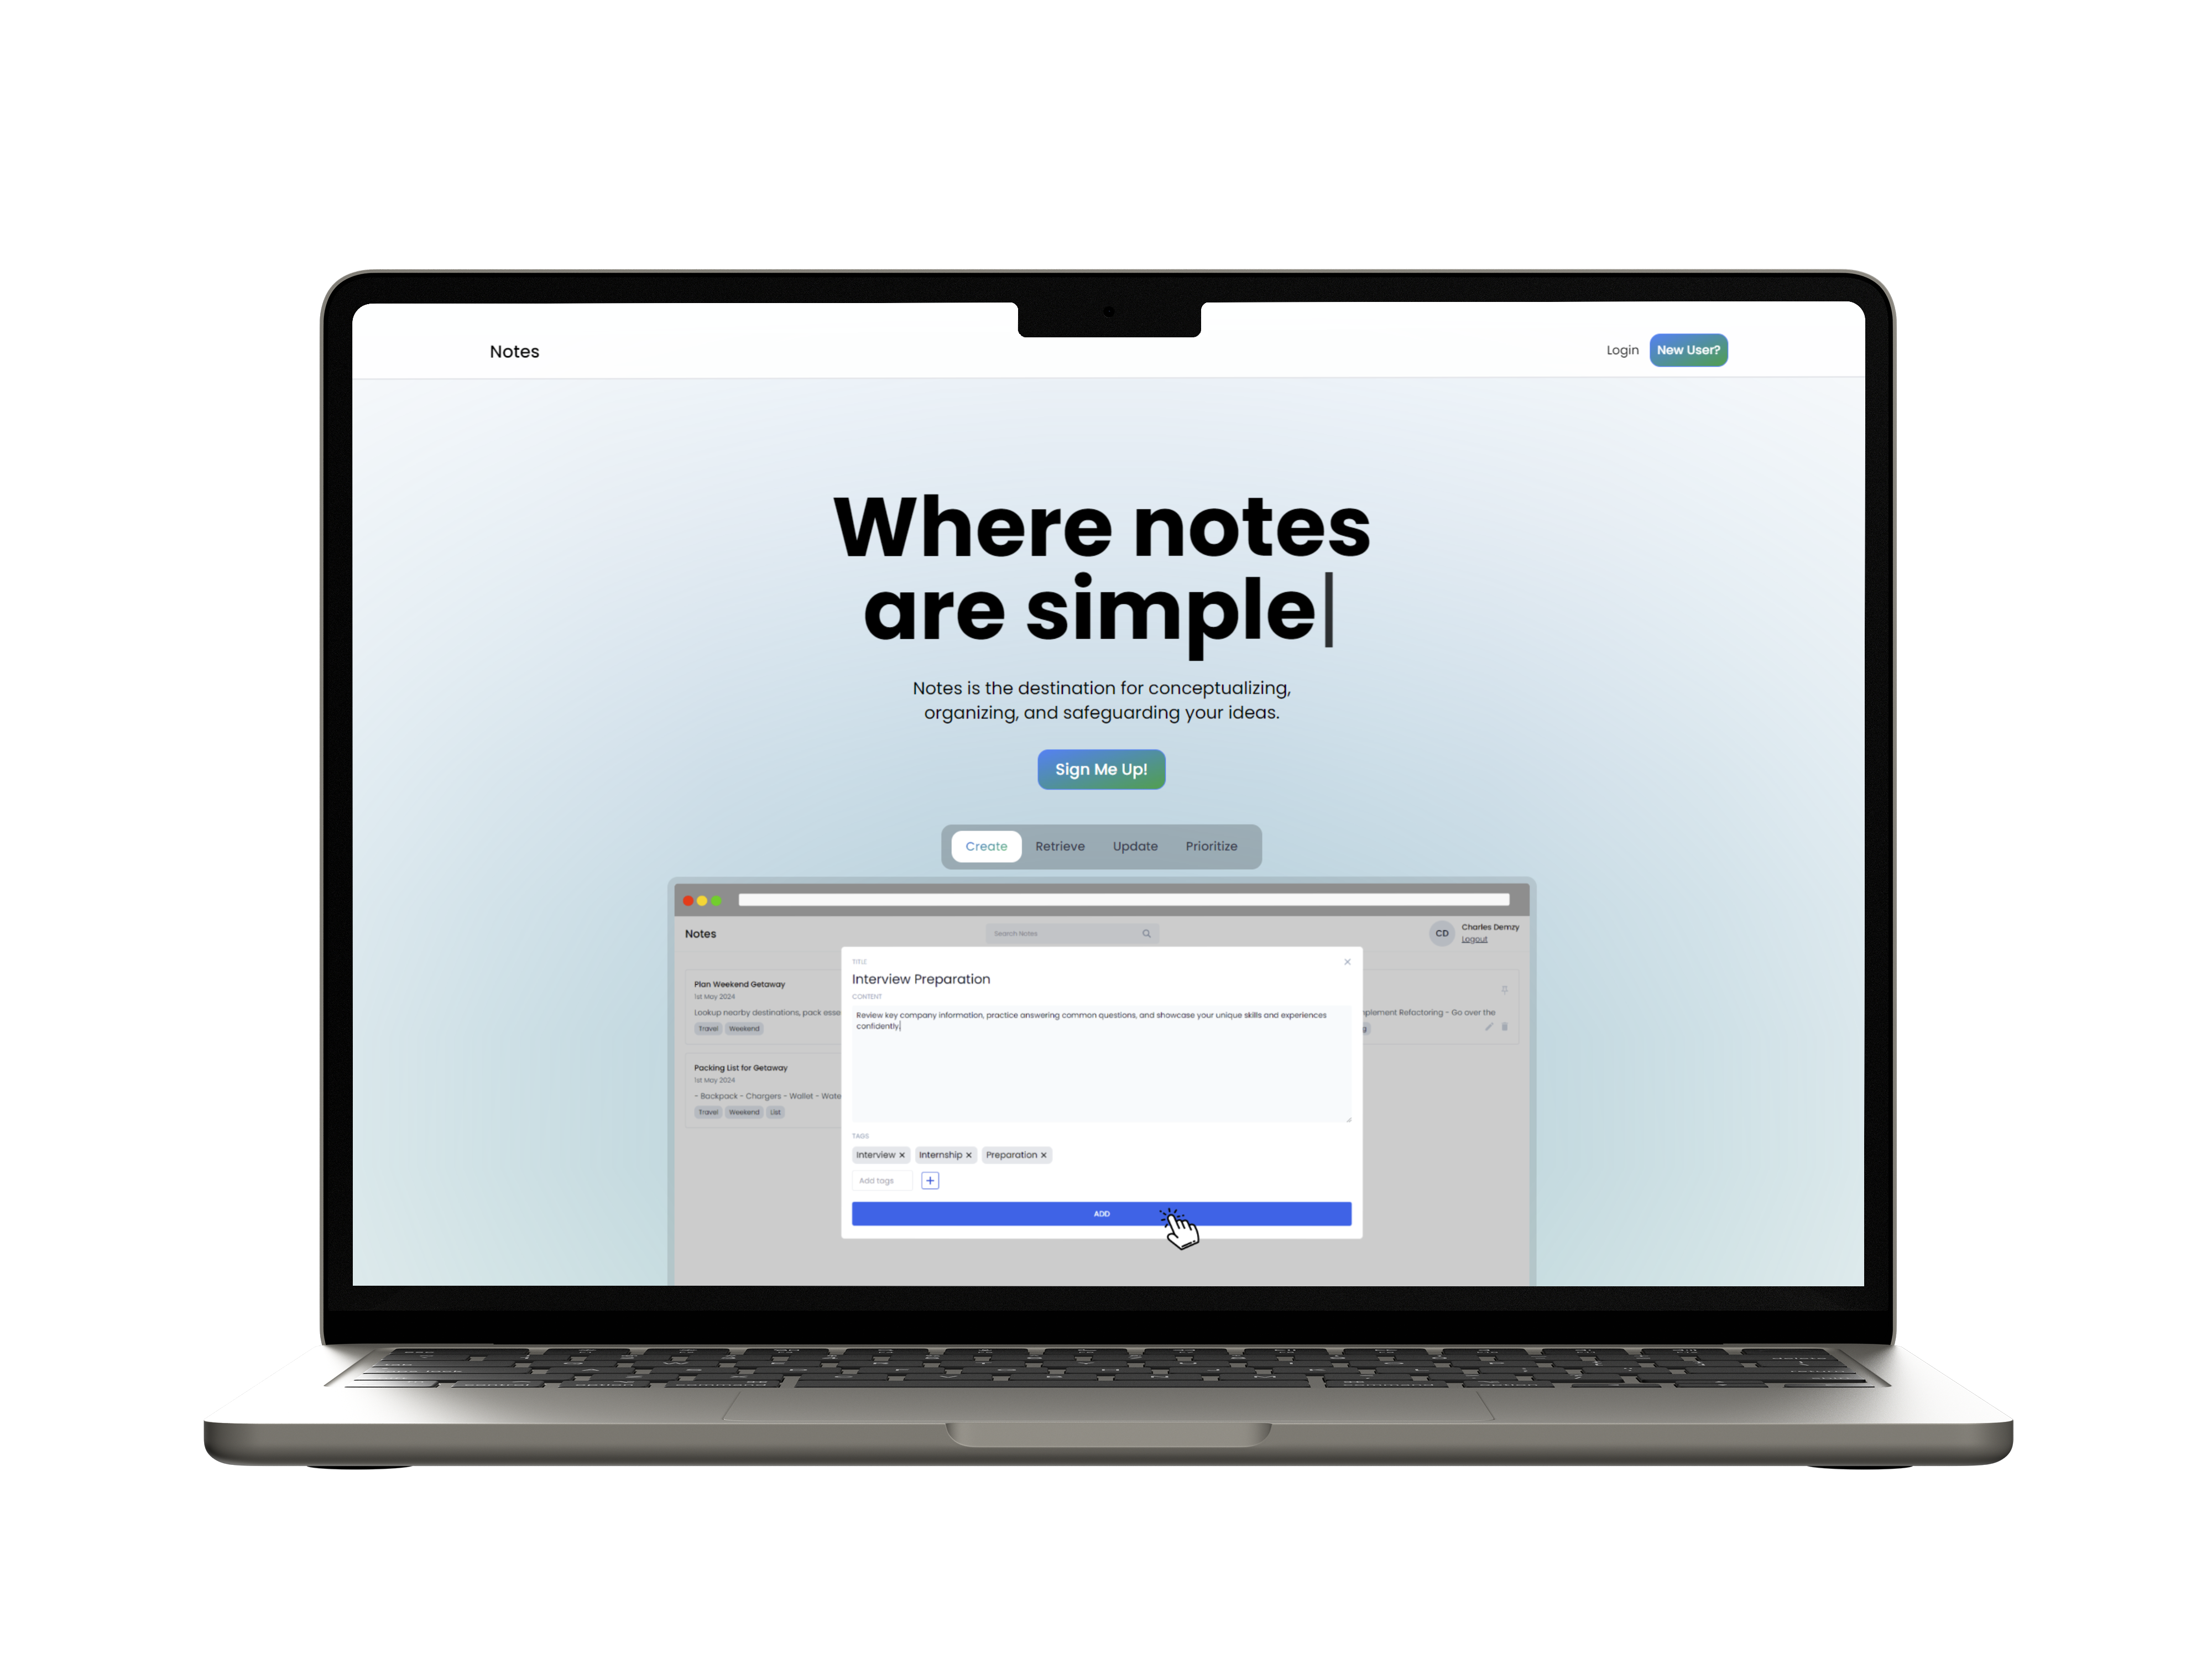 Notes
Login
New User?
Where notes
are simple
Notes is the destination for conceptualizing,
organizing, and safeguarding your ideas.
Sign Me Up!
Create Retrieve Update Prioritize
Notes
Search Notes
CD
Charles Demzy
Logout
Plan Weekend Getaway
1st May 2024
Lookup nearby destinations, pack esse
Travel Weekend
Packing List for Getaway
1st May 2024
- Backpack - Chargers - Wallet - Wate
Travel Weekend List
TITLE
Interview Preparation
CONTENT
Review key company information, practice answering common questions, and showcase your unique skills and experiences
confidently
TAGS
Interview × Internship × Preparation ×
Add tags +
ADD
plement Refactoring - Go over the
g